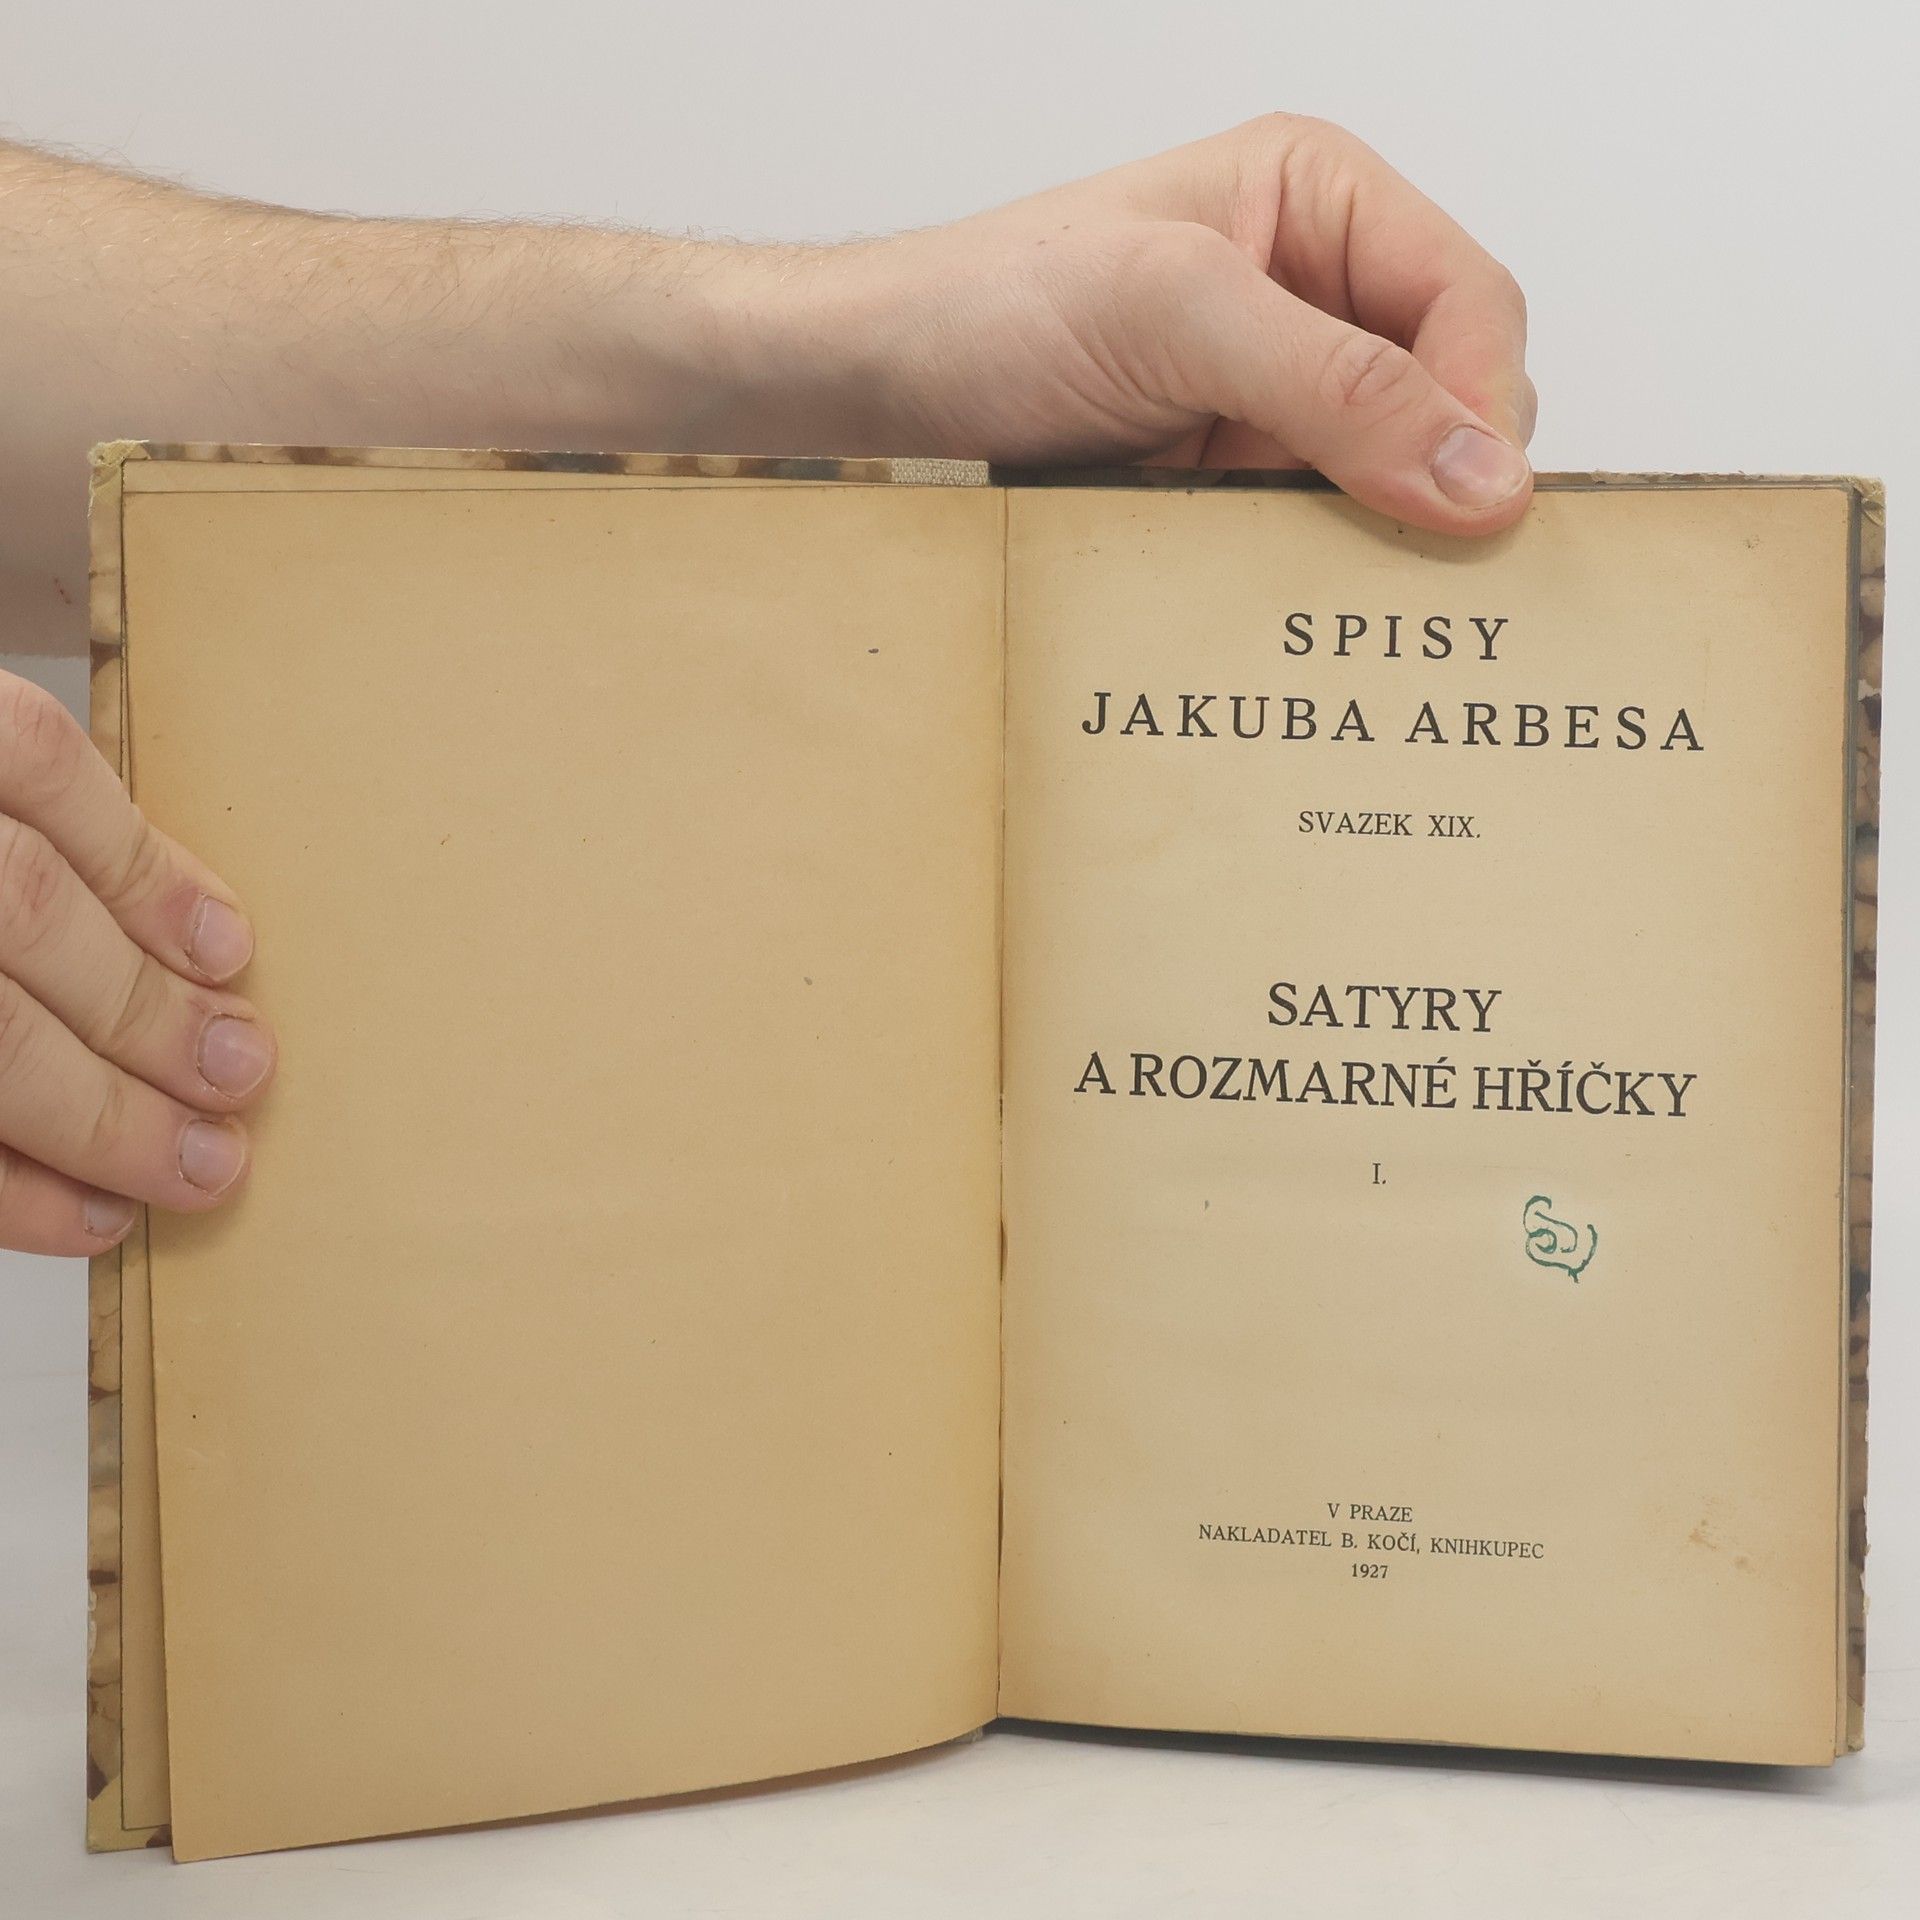 SPISY
JAKUBA ARBESA
SVAZEK XIX.
SATYRY
A ROZMARNÉ HŘÍČKY
I.
V PRAZE
NAKLADATEL B. KOČÍ, KNIHKUPEC
1927